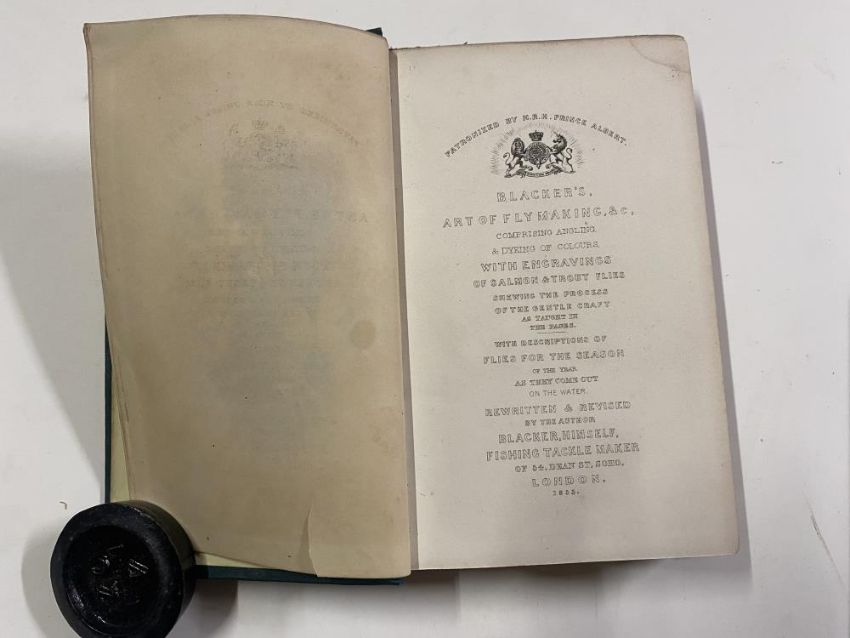 PATRONIZED BY H.R.H. PRINCE ALBERT.
BLACKER'S,
ART OF FLY MAKING, &c,
COMPRISING ANGLING,
& DYEING OF COLOURS,
WITH ENGRAVINGS
OF SALMON & TROUT FLIES
SHEWING THE PROCESS
OF THE GENTLE CRAFT
AS TAUGHT IN
THE PAGES.
WITH DESCRIPTIONS OF
FLIES FOR THE SEASON
OF THE YEAR
AS THEY COME OUT
ON THE WATER.
REWRITTEN & REVISED
BY THE AUTHOR
BLACKER, HIMSELF,
FISHING TACKLE MAKER
OF 54, DEAN ST, SOHO,
LONDON.
1855.